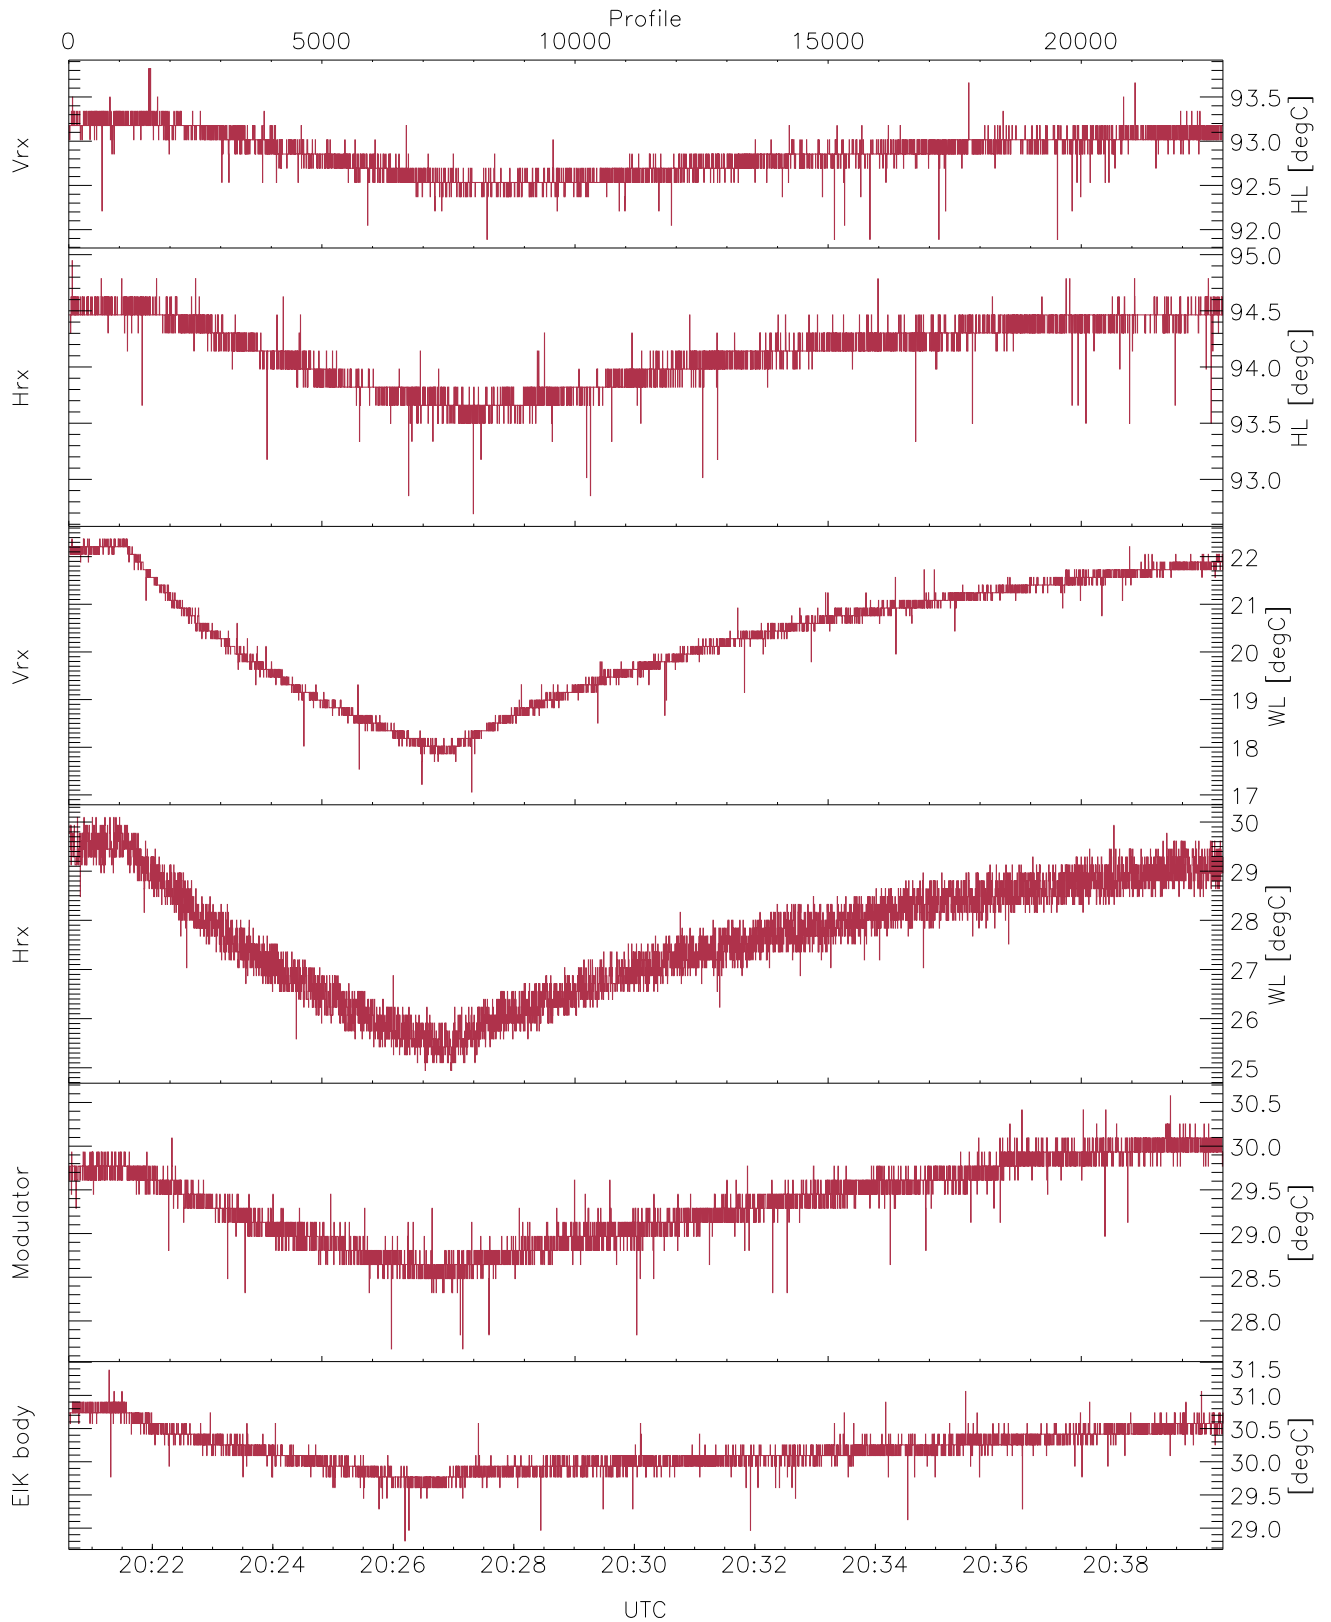 Profile
0 5000 10000 15000 20000
Vrx
93.5
93.0
92.5
92.0
HL [degC]
Hrx
95.0
94.5
94.0
93.5
93.0
HL [degC]
Vrx
22
21
20
19
18
17
WL [degC]
Hrx
30
29
28
27
26
25
WL [degC]
Modulator
30.5
30.0
29.5
29.0
28.5
28.0
[degC]
EIK body
31.5
31.0
30.5
30.0
29.5
29.0
[degC]
20:22 20:24 20:26 20:28 20:30 20:32 20:34 20:36 20:38
UTC